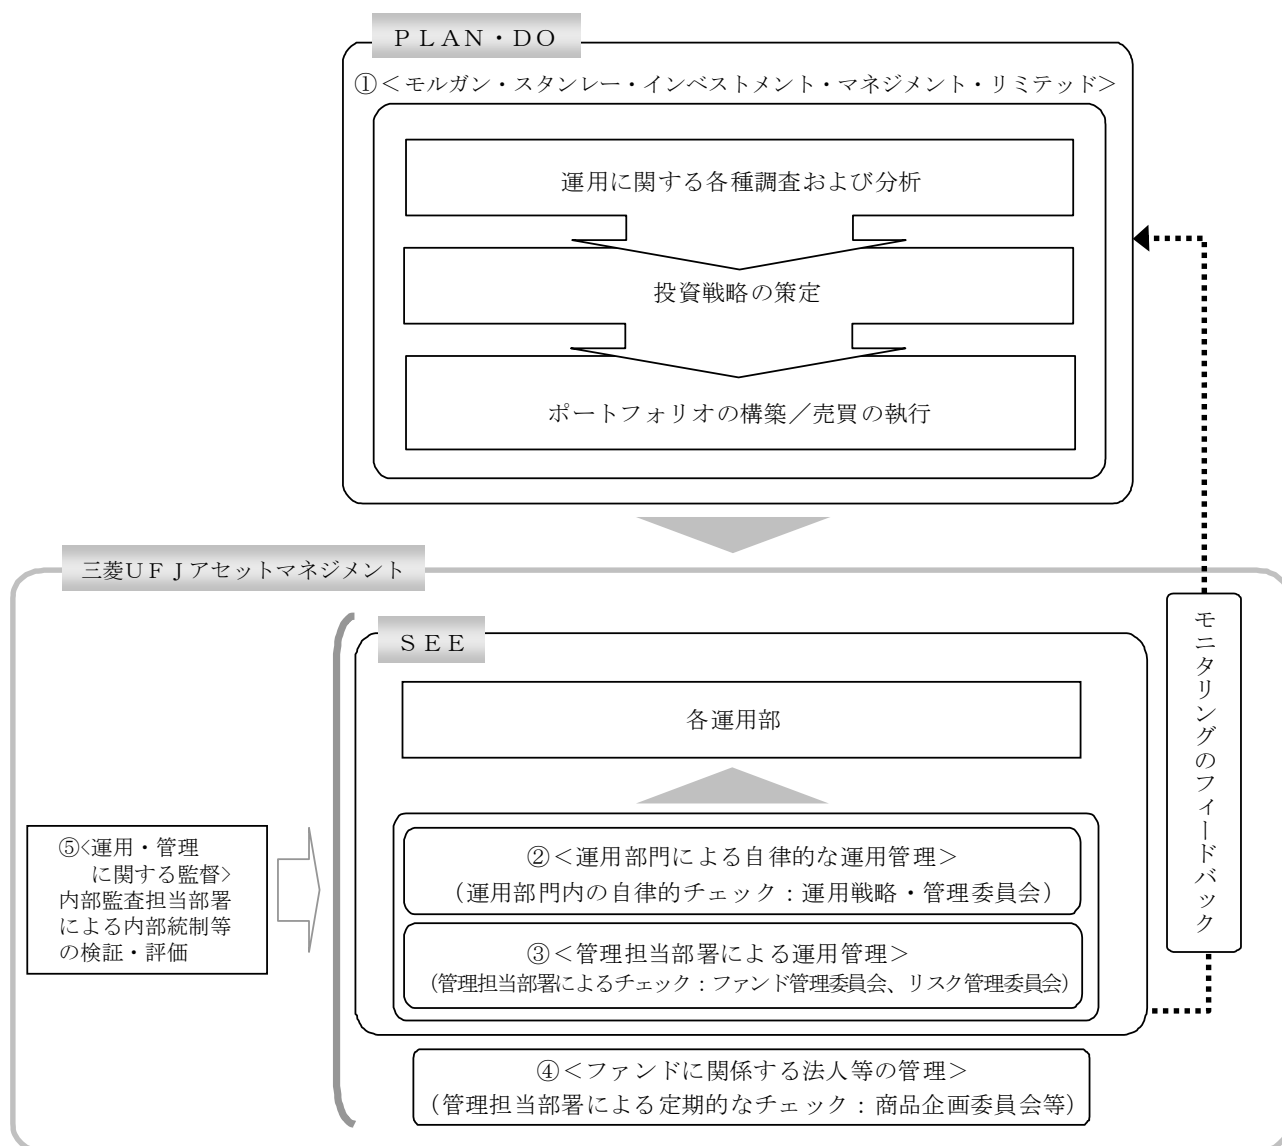 ＰＬＡＮ・ＤＯ
①＜モルガン・スタンレー・インベストメント・マネジメント・リミテッド＞
運用に関する各種調査および分析
投資戦略の策定
ポートフォリオの構築／売買の執行
三菱ＵＦＪアセットマネジメント
ＳＥＥ
各運用部
②＜運用部門による自律的な運用管理＞
（運用部門内の自律的チェック：運用戦略・管理委員会）
③＜管理担当部署による運用管理＞
（管理担当部署によるチェック：ファンド管理委員会、リスク管理委員会）
④＜ファンドに関係する法人等の管理＞
（管理担当部署による定期的なチェック：商品企画委員会等）
⑤<運用・管理
に関する監督>
内部監査担当部署
による内部統制等
の検証・評価
モニタリングのフィードバック